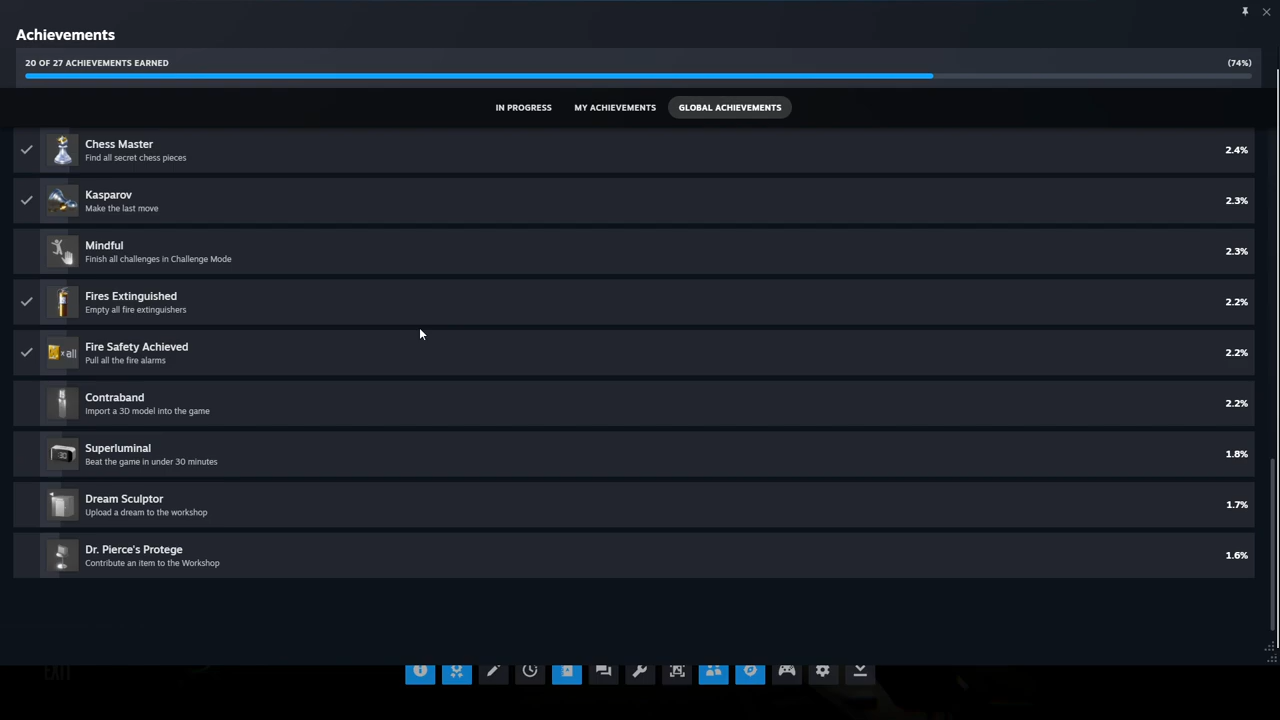 Achievements
20 OF 27 ACHIEVEMENTS EARNED (74%)
IN PROGRESS MY ACHIEVEMENTS GLOBAL ACHIEVEMENTS
Chess Master
Find all secret chess pieces
2.4%
Kasparov
Make the last move
2.3%
Mindful
Finish all challenges in Challenge Mode
2.3%
Fires Extinguished
Empty all fire extinguishers
2.2%
x all
Fire Safety Achieved
Pull all the fire alarms
2.2%
Contraband
Import a 3D model into the game
2.2%
30
Superluminal
Beat the game in under 30 minutes
1.8%
Dream Sculptor
Upload a dream to the workshop
1.7%
Dr. Pierce's Protege
Contribute an item to the Workshop
1.6%
EXIT